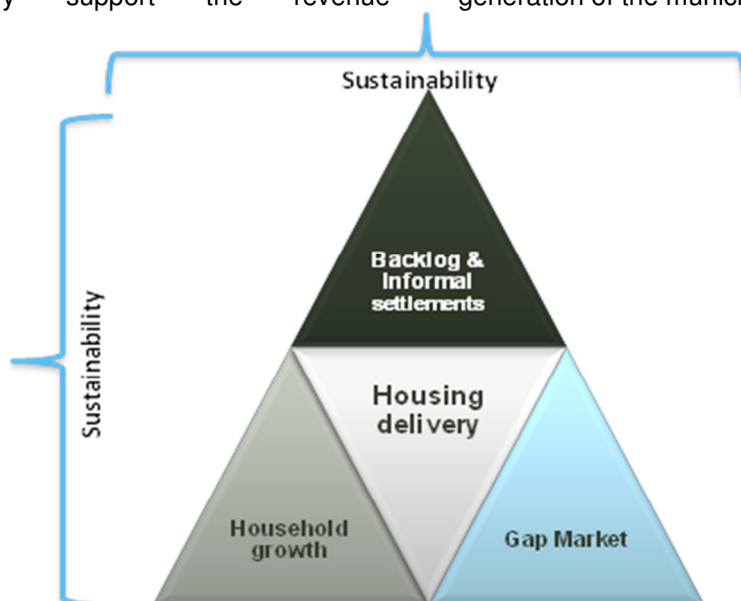 y support the revenue generation of the munic
Sustainability
Backlog &
Informal
settlements
Sustainability
Housing
delivery
Household
growth
Gap Market